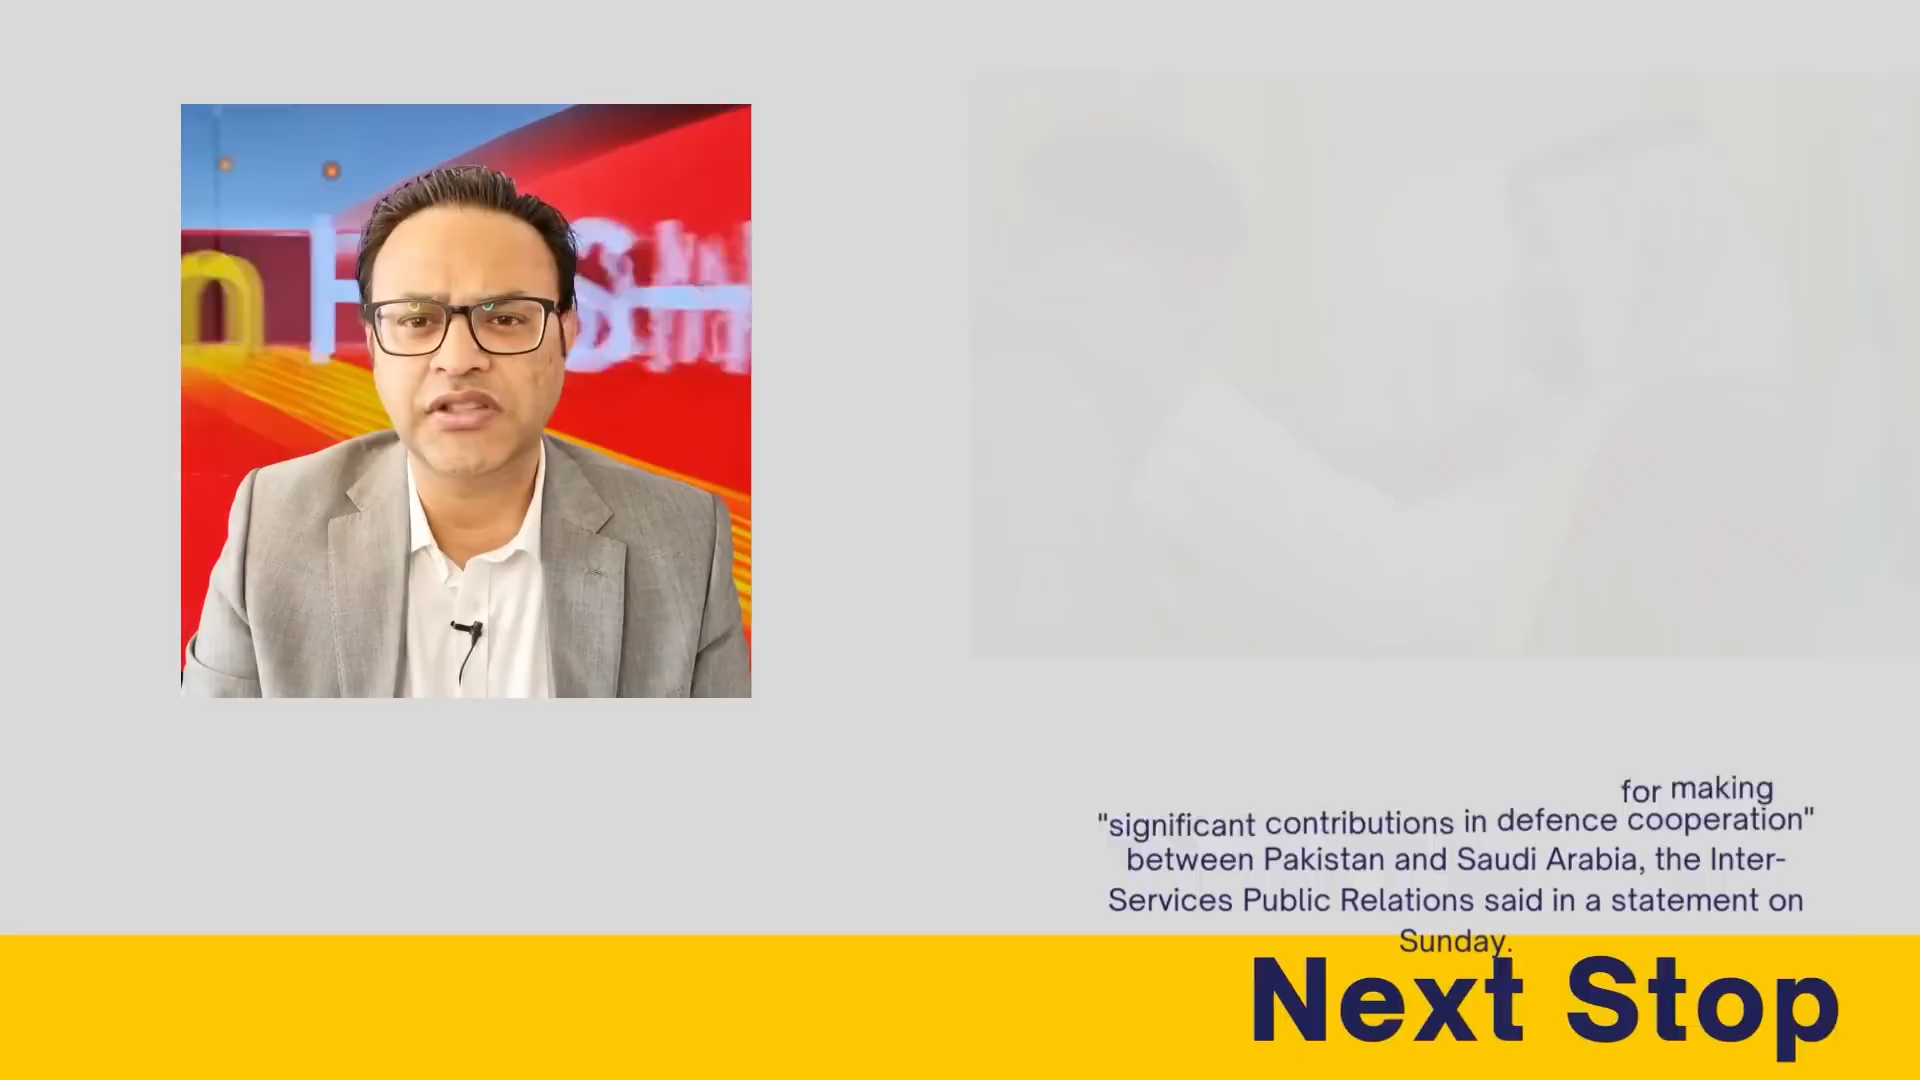 for making
"significant contributions in defence cooperation"
between Pakistan and Saudi Arabia, the Inter-
Services Public Relations said in a statement on
Sunday.
Next Stop